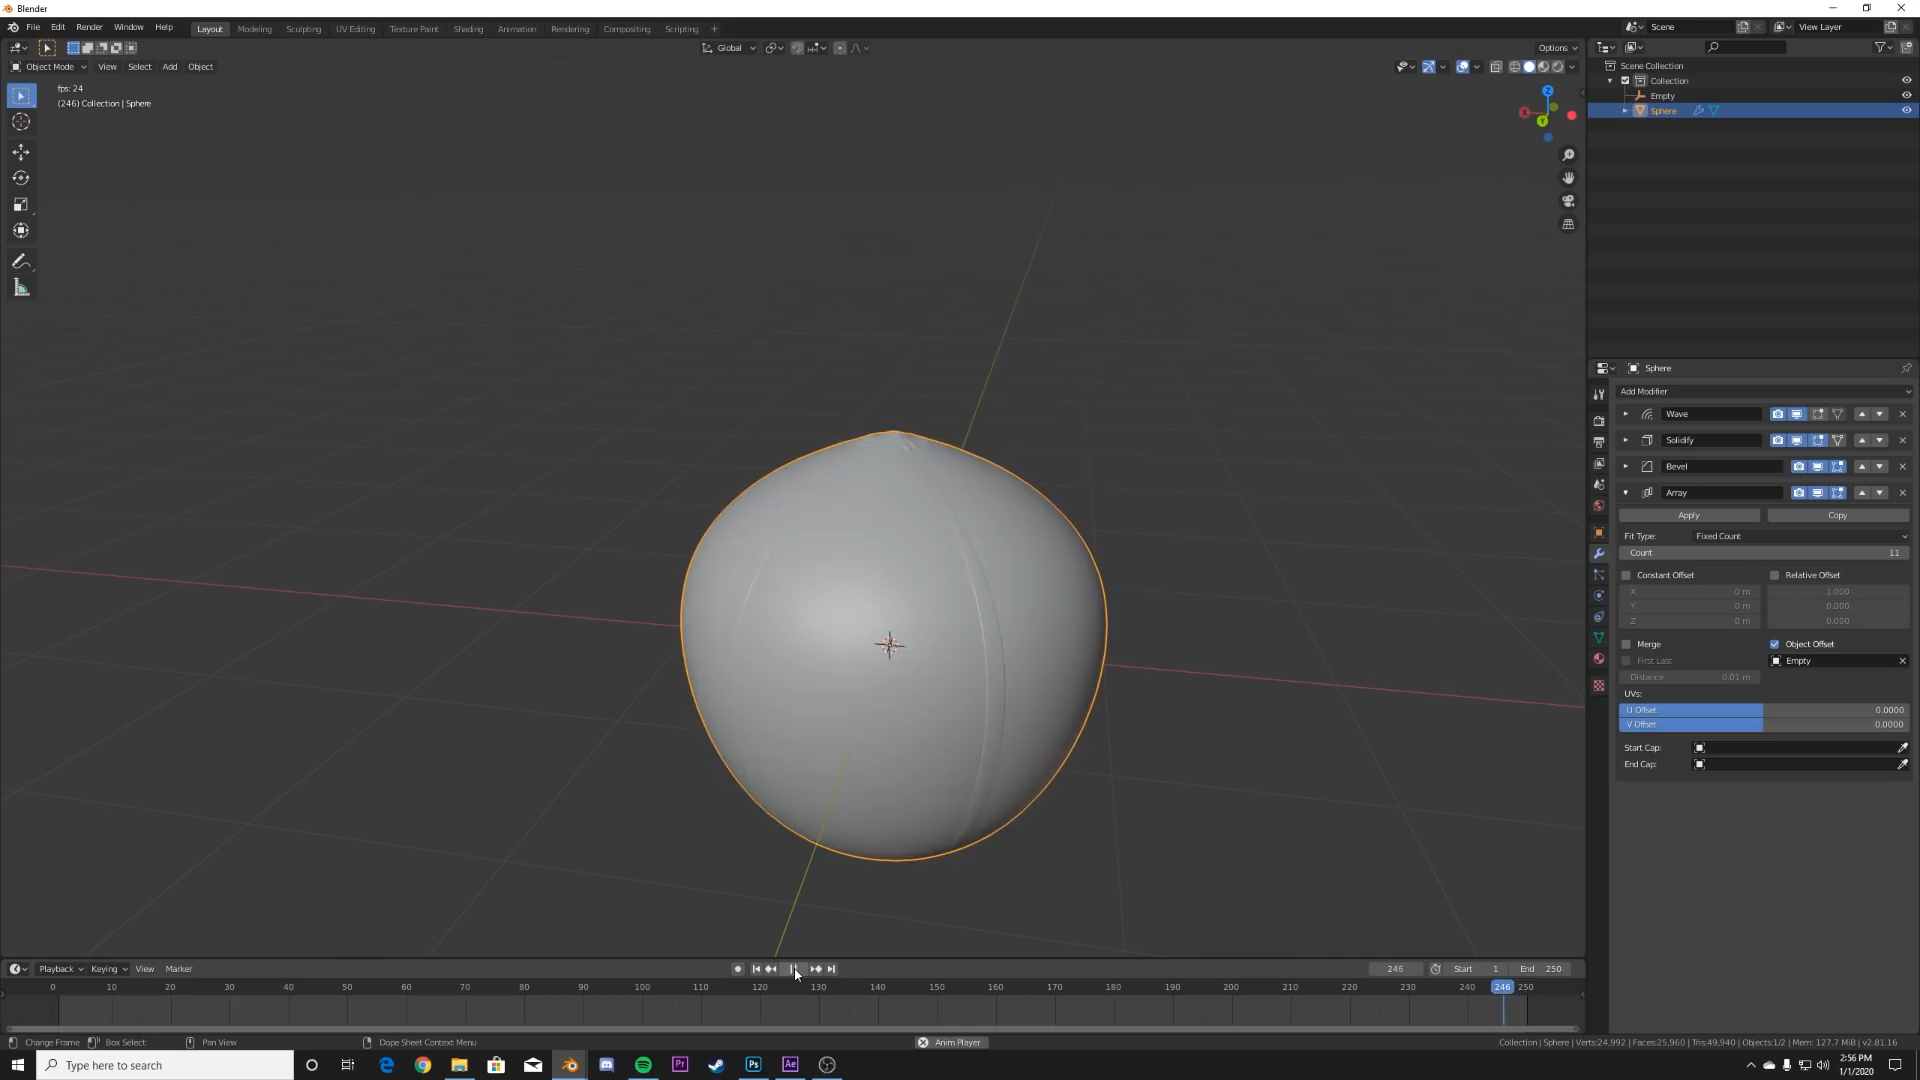 Blender
File Edit Render Window Help
Layout Modeling Sculpting UV Editing Texture Paint Shading Animation Rendering Compositing Scripting +
Scene
View Layer
Global
Options
Object Mode View Select Add Object
fps: 24
(246) Collection | Sphere
Z
X
Y
Scene Collection
Collection
Empty
Sphere
Sphere
Add Modifier
Wave
Solidify
Bevel
Array
Apply Copy
Fit Type: Fixed Count
Count 11
Constant Offset Relative Offset
X 0 m 1.000
Y 0 m 0.000
Z 0 m 0.000
Merge Object Offset
First Last Empty
Distance 0.01 m
UVs:
U Offset 0.0000
V Offset 0.0000
Start Cap:
End Cap:
Playback Keying View Marker
246 Start 1 End 250
0 10 20 30 40 50 60 70 80 90 100 110 120 130 140 150 160 170 180 190 200 210 220 230 240 246 250
Change Frame Box Select Pan View Dope Sheet Context Menu Anim Player
Collection | Sphere | Verts:24,992 | Faces:25,960 | Tris:49,940 | Objects:1/2 | Mem: 127.7 MiB | v2.81.16
Type here to search
Pr Ps Ae
2:56 PM
1/1/2020